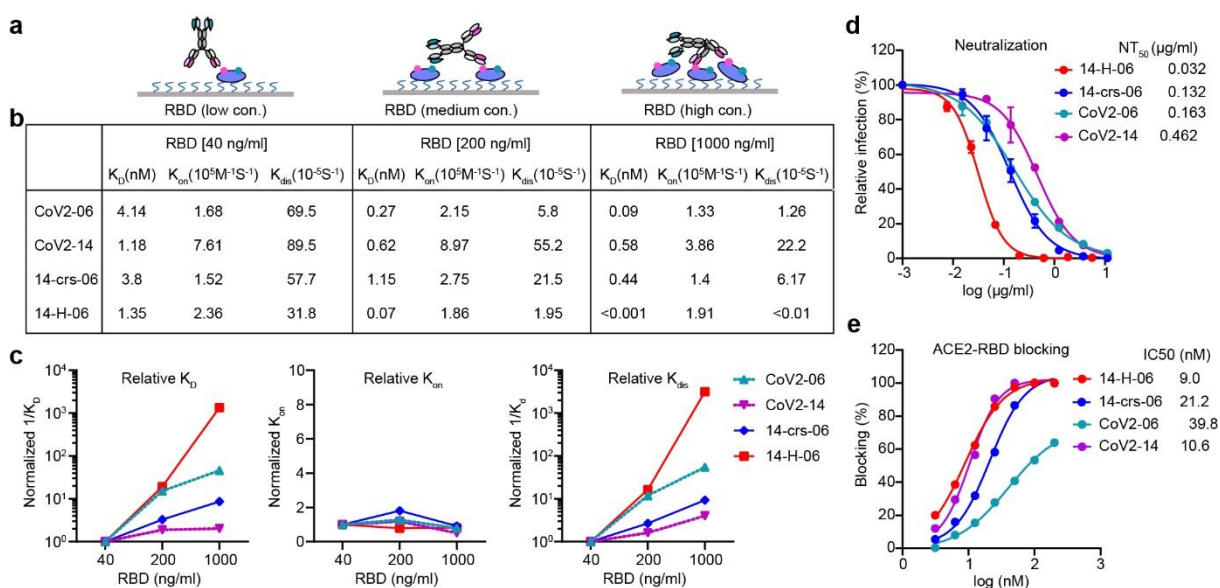 a
RBD (low con.) RBD (medium con.) RBD (high con.)
b
RBD [40 ng/ml] RBD [200 ng/ml] RBD [1000 ng/ml]
K_D(nM) K_on(10^5M^-1S^-1) K_dis(10^-5S^-1) K_D(nM) K_on(10^5M^-1S^-1) K_dis(10^-5S^-1) K_D(nM) K_on(10^5M^-1S^-1) K_dis(10^-5S^-1)
CoV2-06 4.14 1.68 69.5 0.27 2.15 5.8 0.09 1.33 1.26
CoV2-14 1.18 7.61 89.5 0.62 8.97 55.2 0.58 3.86 22.2
14-crs-06 3.8 1.52 57.7 1.15 2.75 21.5 0.44 1.4 6.17
14-H-06 1.35 2.36 31.8 0.07 1.86 1.95 <0.001 1.91 <0.01
c
Relative K_D
Normalized 1/K_D
10^4
10^3
10^2
10^1
10^0
40 200 1000
RBD (ng/ml)
Relative K_on
Normalized K_on
10
8
6
4
2
0
40 200 1000
RBD (ng/ml)
Relative K_dis
Normalized 1/K_d
10^4
10^3
10^2
10^1
10^0
40 200 1000
RBD (ng/ml)
CoV2-06
CoV2-14
14-crs-06
14-H-06
d
Neutralization
NT_50 (µg/ml)
14-H-06 0.032
14-crs-06 0.132
CoV2-06 0.163
CoV2-14 0.462
Relative infection (%)
120
100
80
60
40
20
0
-3 -2 -1 0 1
log (µg/ml)
e
ACE2-RBD blocking
IC50 (nM)
14-H-06 9.0
14-crs-06 21.2
CoV2-06 39.8
CoV2-14 10.6
Blocking (%)
120
100
80
60
40
20
0
0 1 2 3
log (nM)